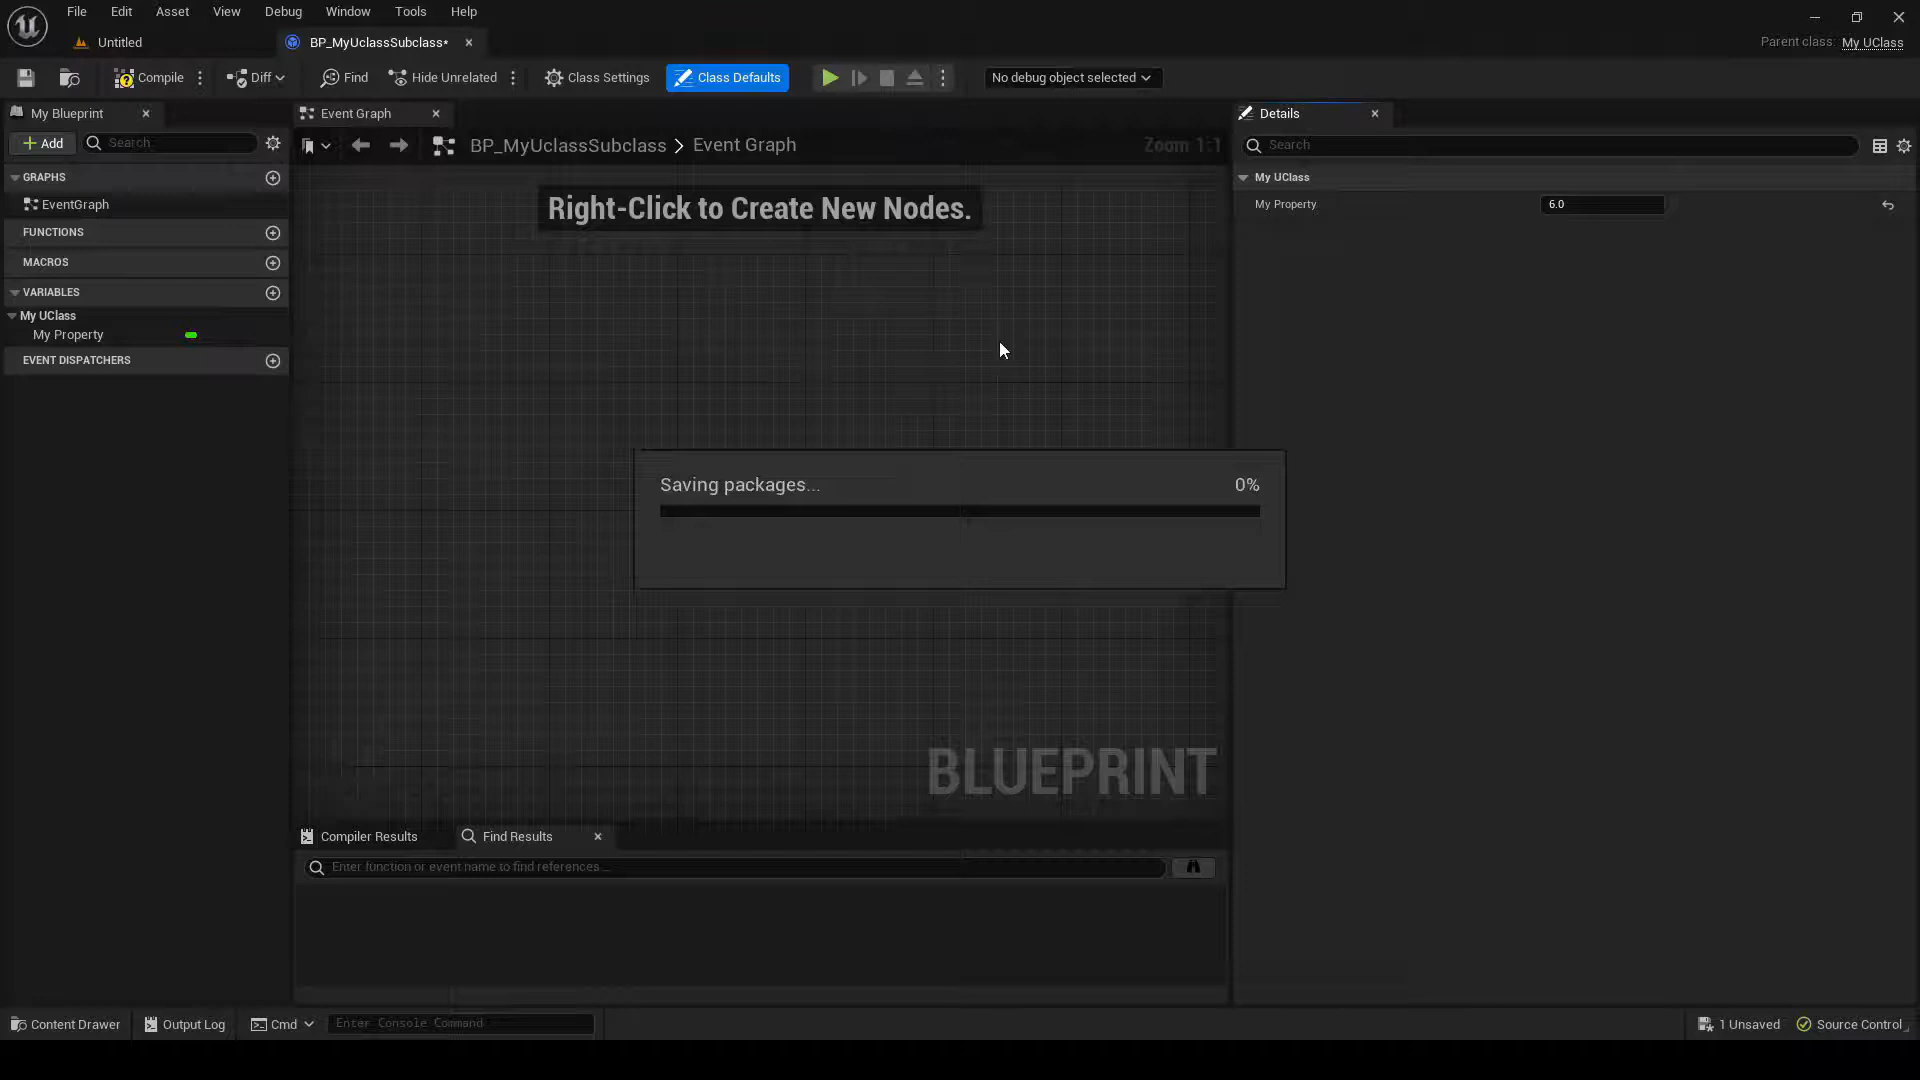 File Edit Asset View Debug Window Tools Help
Untitled
BP_MyUclassSubclass*
Parent class: My UClass
Compile Diff Find Hide Unrelated Class Settings Class Defaults No debug object selected
My Blueprint
Event Graph
Details
Add Search
BP_MyUclassSubclass > Event Graph
Zoom 1:1
Search
GRAPHS
EventGraph
FUNCTIONS
MACROS
VARIABLES
My UClass
My Property
EVENT DISPATCHERS
Right-Click to Create New Nodes.
My UClass
My Property 6.0
Saving packages... 0%
BLUEPRINT
Compiler Results Find Results
Enter function or event name to find references...
Content Drawer Output Log Cmd Enter Console Command 1 Unsaved Source Control